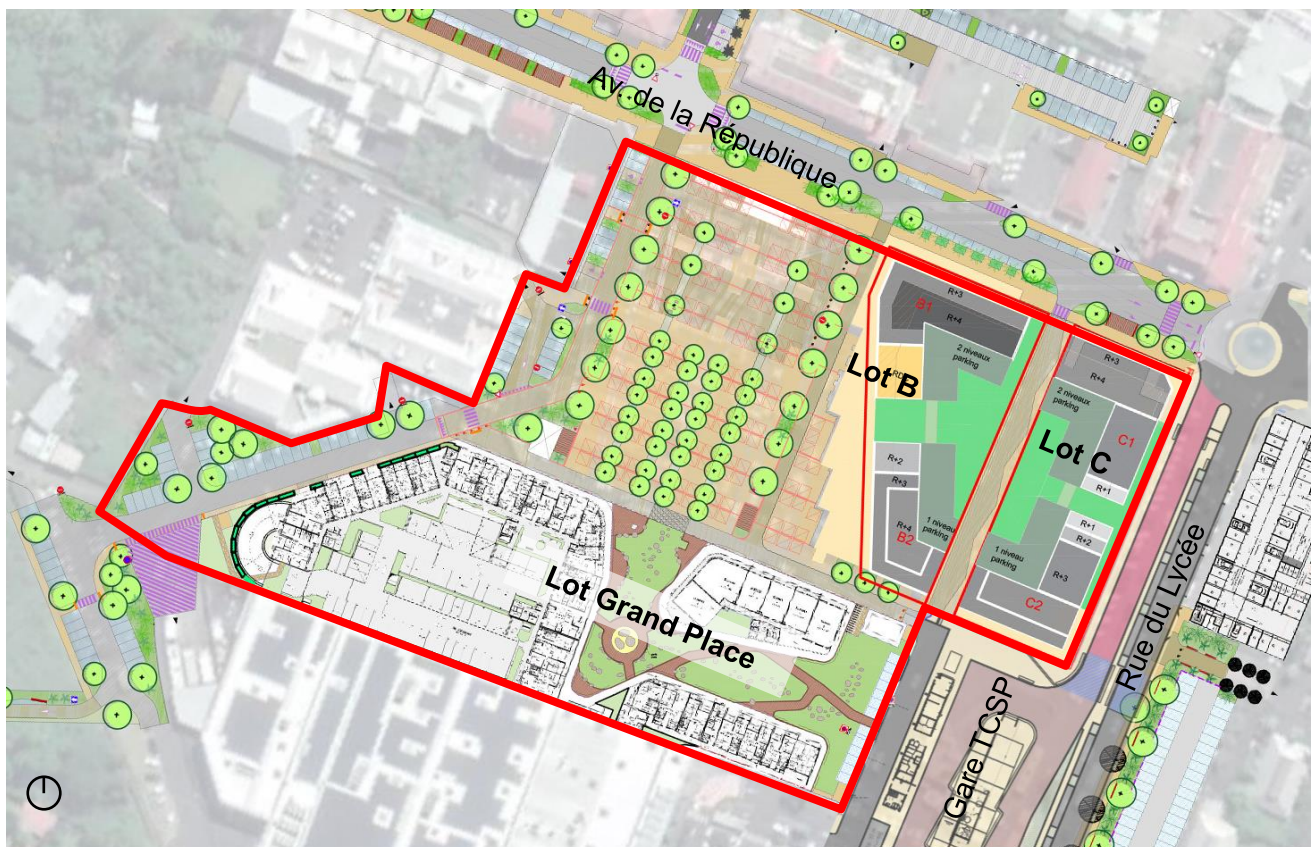 Av. de la République
R+3
B1
R+4
2 niveaux
parking
Lot B
R+3
R+4
2 niveaux
parking
C1
Lot C
R+1
R+2
R+3
R+4
B2
1 niveau
parking
R+1
R+2
1 niveau
parking
R+3
C2
Lot Grand Place
Rue du Lycée
Gare TCSP